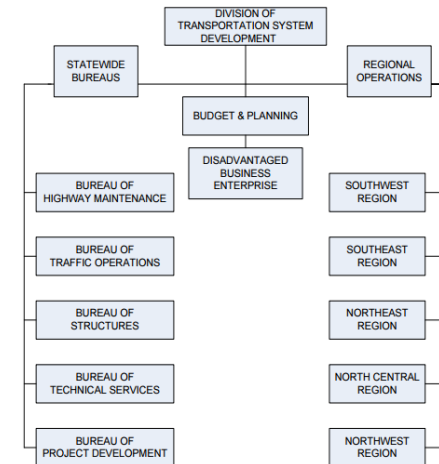 DIVISION OF
TRANSPORTATION SYSTEM
DEVELOPMENT
STATEWIDE
BUREAUS
REGIONAL
OPERATIONS
BUDGET & PLANNING
DISADVANTAGED
BUSINESS
ENTERPRISE
BUREAU OF
HIGHWAY MAINTENANCE
BUREAU OF
TRAFFIC OPERATIONS
BUREAU OF
STRUCTURES
BUREAU OF
TECHNICAL SERVICES
BUREAU OF
PROJECT DEVELOPMENT
SOUTHWEST
REGION
SOUTHEAST
REGION
NORTHEAST
REGION
NORTH CENTRAL
REGION
NORTHWEST
REGION